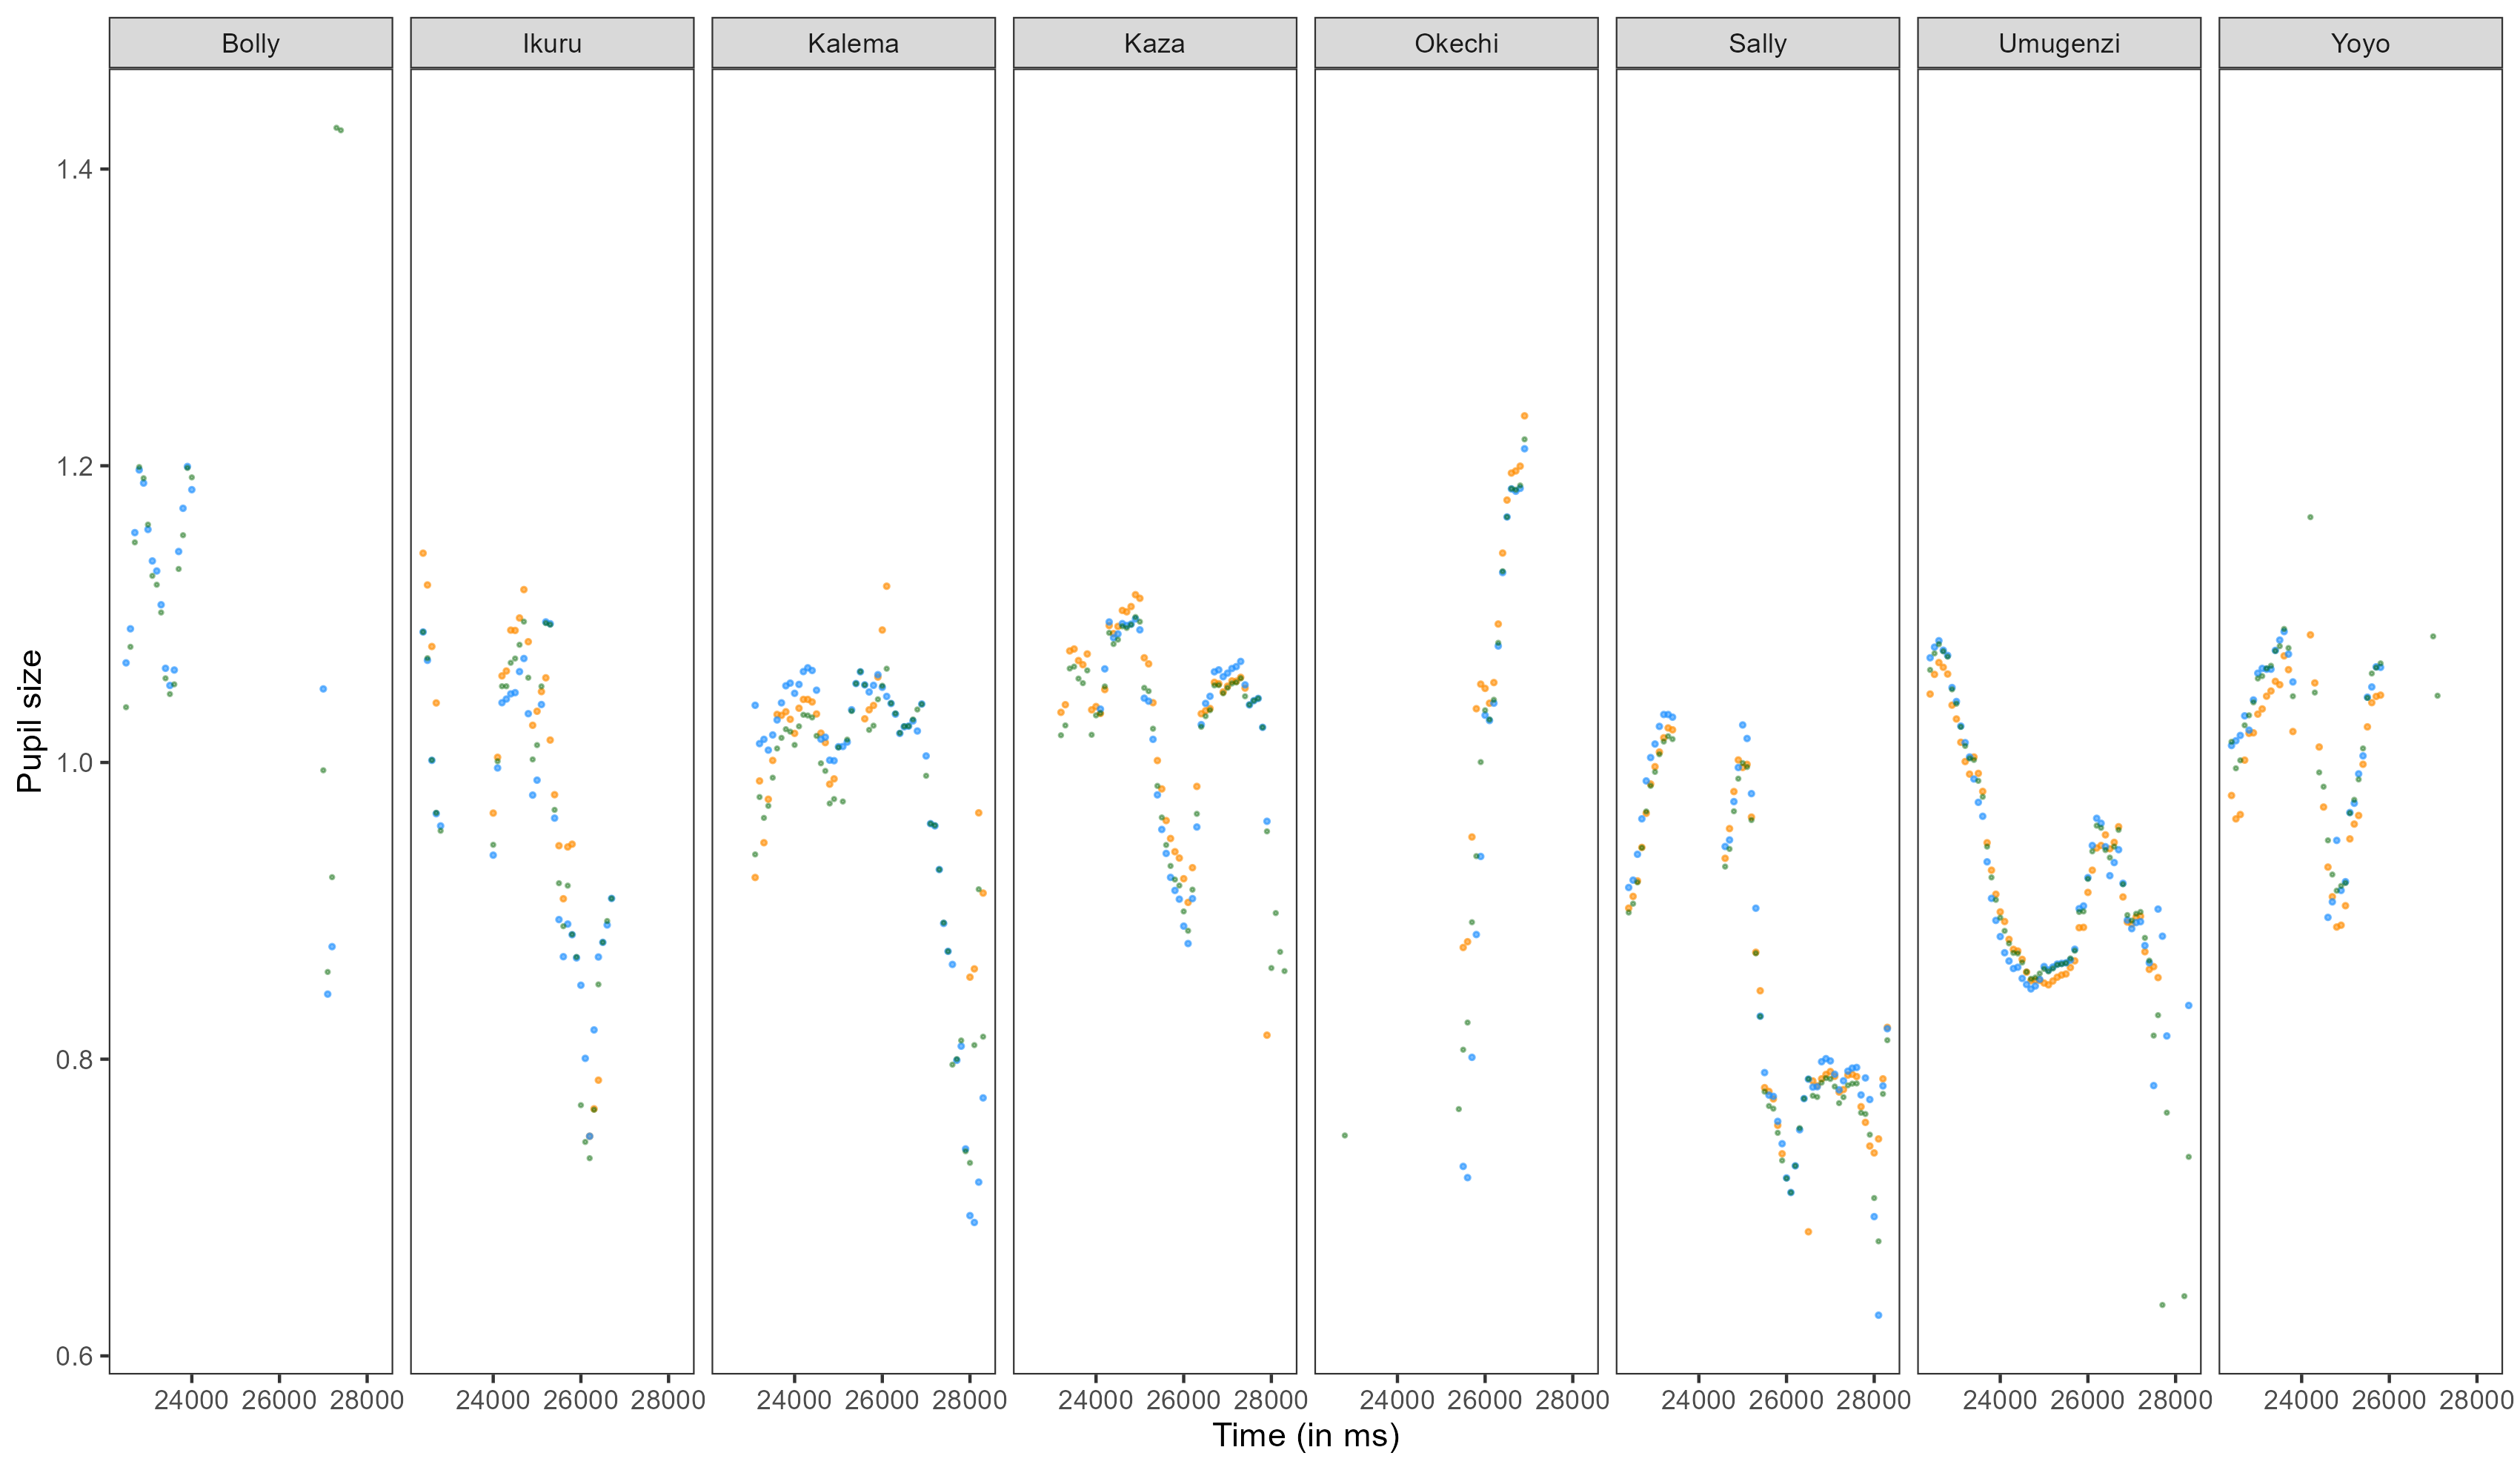 Bolly Ikuru Kalema Kaza Okechi Sally Umugenzi Yoyo
1.4
1.2
1.0
0.8
0.6
Pupil size
24000 26000 28000 24000 26000 28000 24000 26000 28000 24000 26000 28000 24000 26000 28000 24000 26000 28000 24000 26000 28000 24000 26000 28000
Time (in ms)